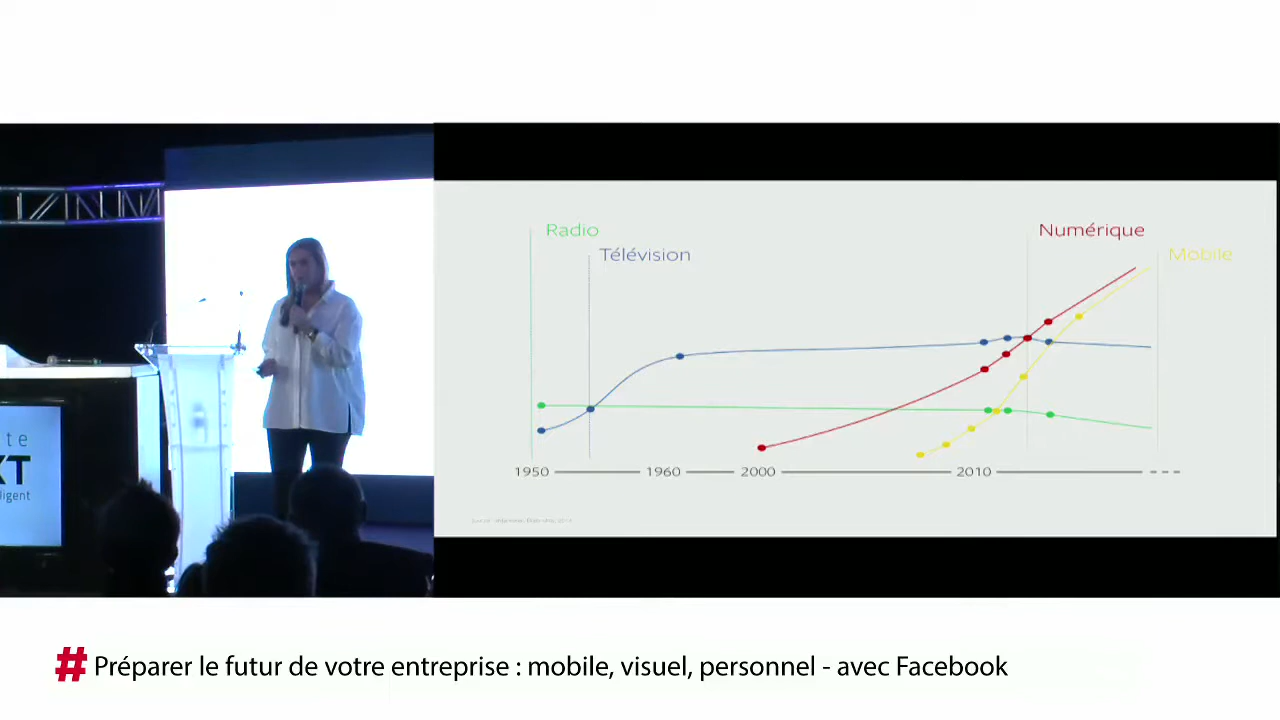 Radio
Télévision
Numérique
Mobile
1950
1960
2000
2010
te
XT
ligent
# Préparer le futur de votre entreprise : mobile, visuel, personnel - avec Facebook